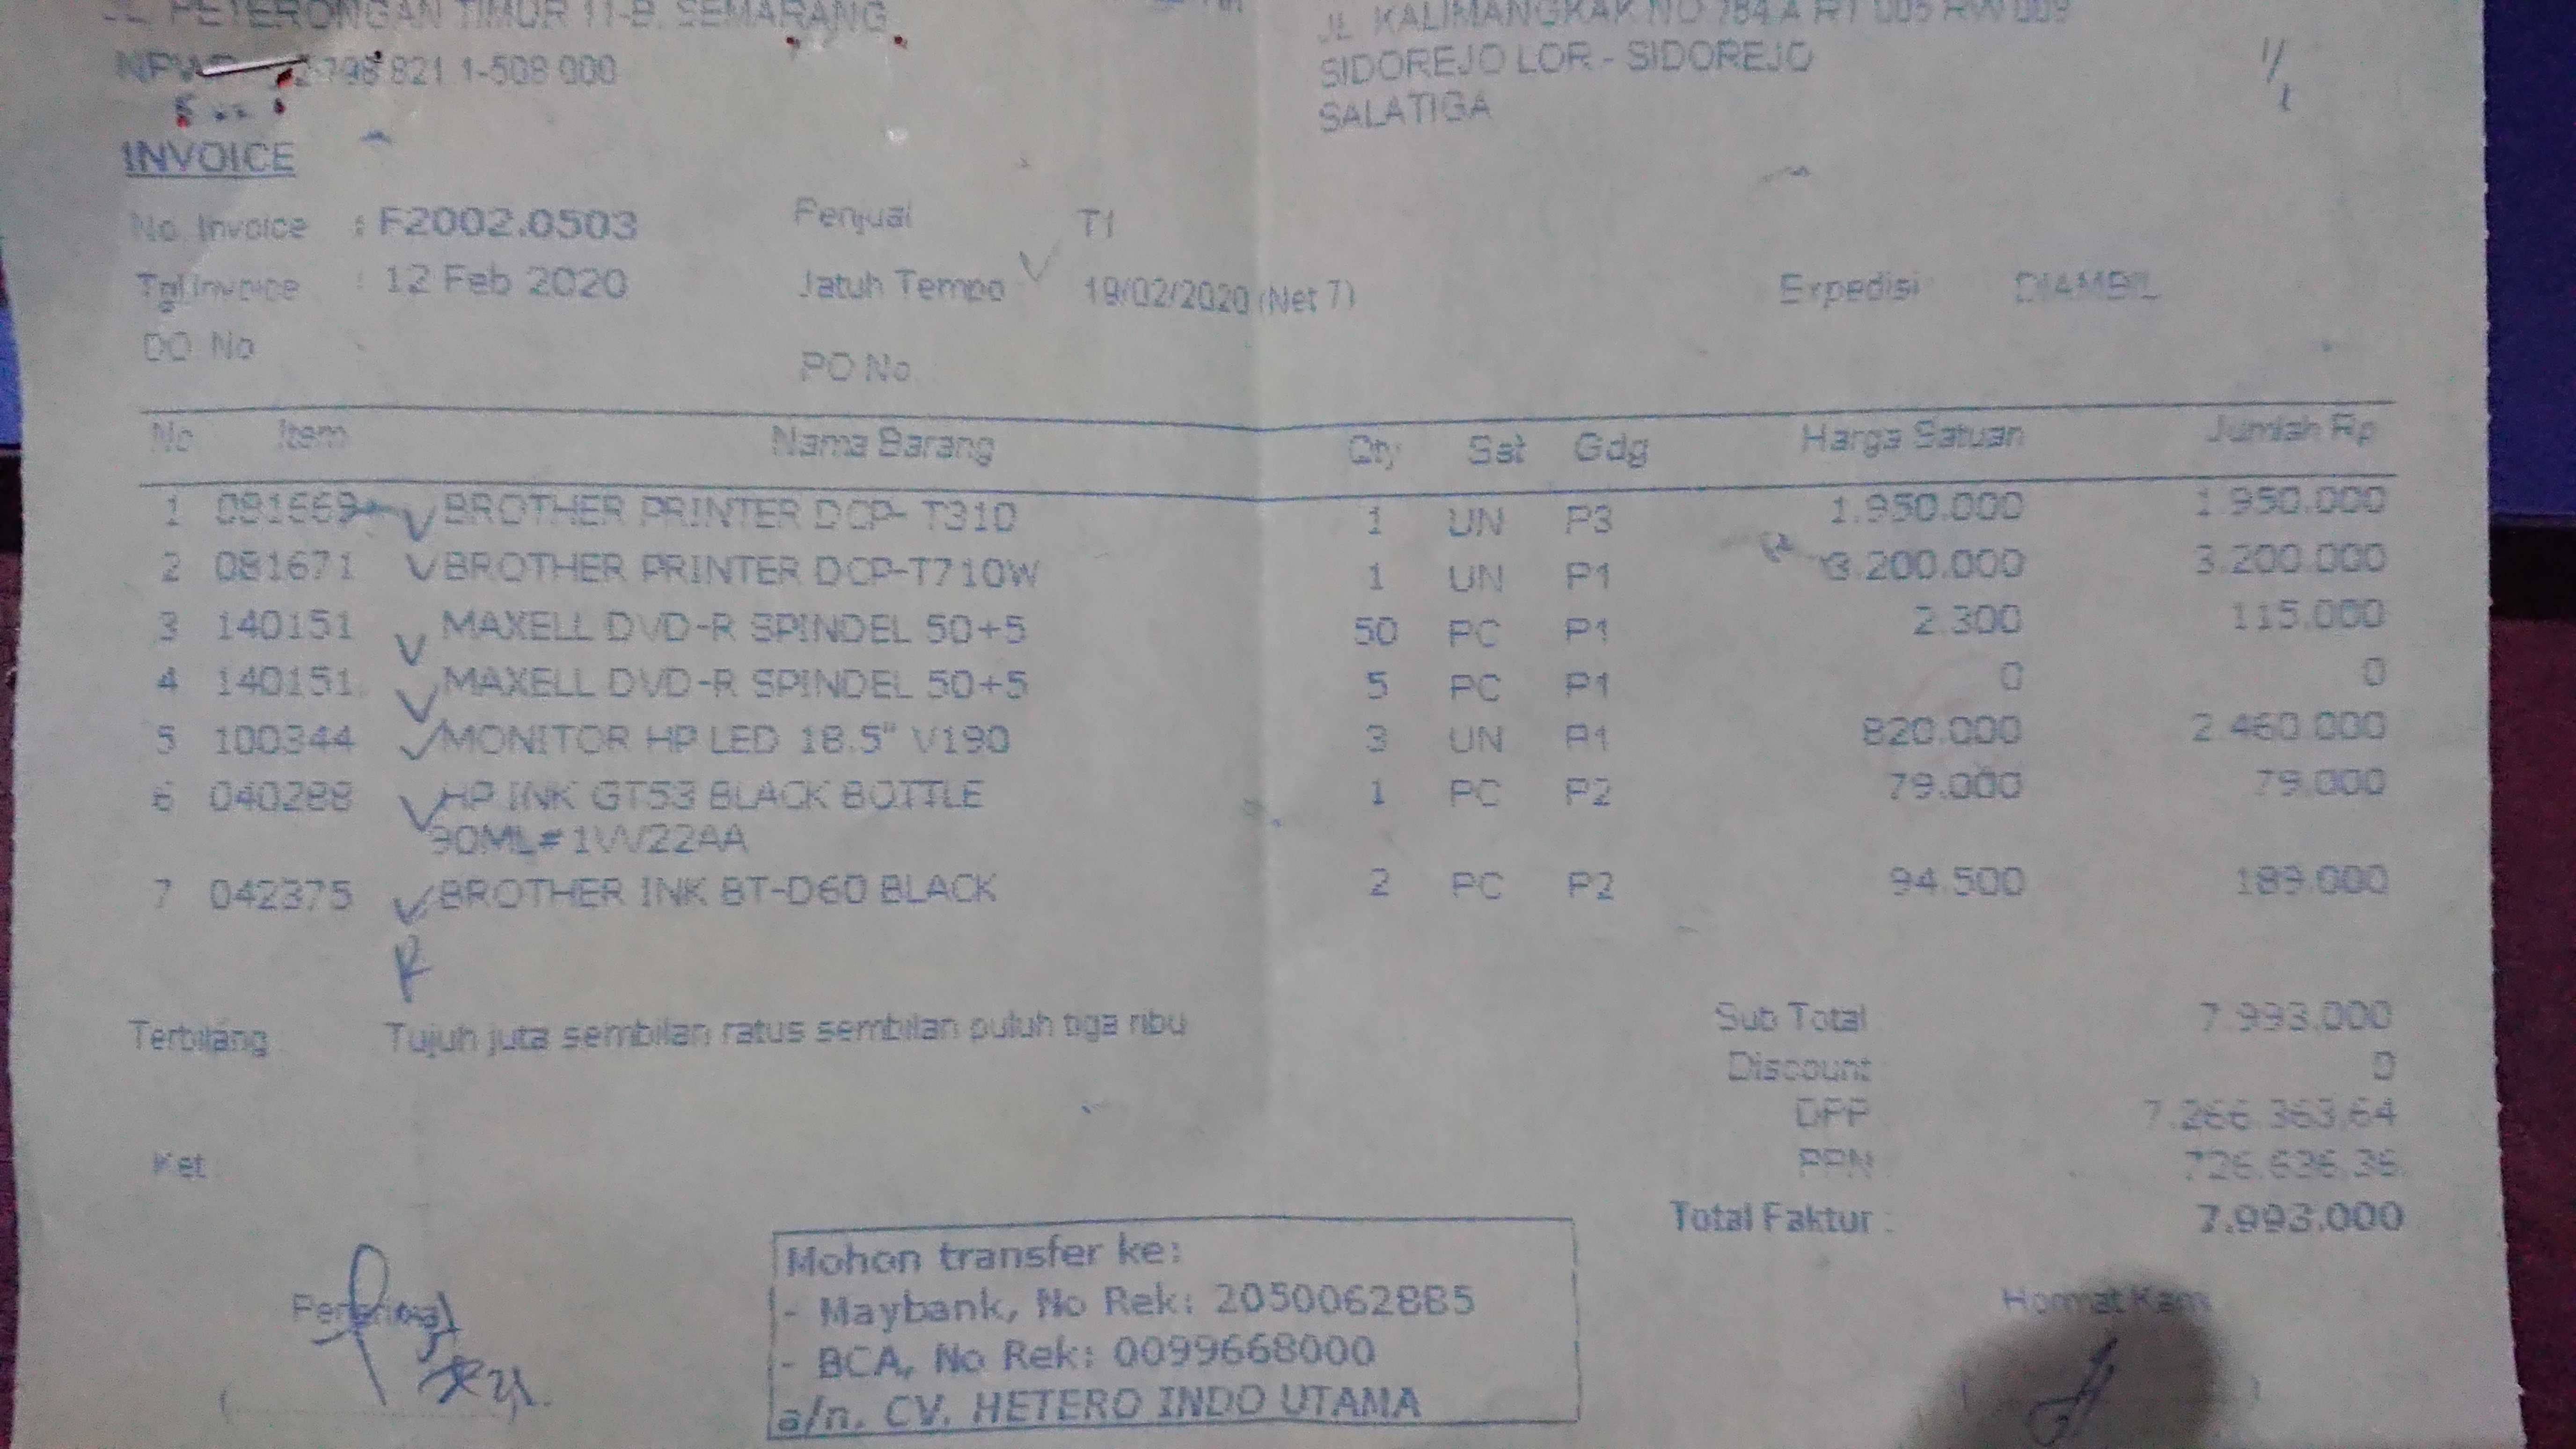 PETERONGAN TIMUR 11-B. SEMARANG
JL KALIMANGKAK NO 784 A RT 005 RW 009
798 821 1-508 000
SIDOREJO LOR - SIDOREJO
SALATIGA
INVOICE
No. Invoice : F2002.0503 Penjual T1
Tgl.Invoice : 12 Feb 2020 Jatuh Tempo 19/02/2020 (Net 7) Expedisi DIAMBIL
DO No PO No
No Item Nama Barang Qty Sat Gdg Harga Satuan Jumlah Rp
1 081669 BROTHER PRINTER DCP- T310 1 UN P3 1.950.000 1.950.000
2 081671 BROTHER PRINTER DCP-T710W 1 UN P1 3.200.000 3.200.000
3 140151 MAXELL DVD-R SPINDEL 50+5 50 PC P1 2.300 115.000
4 140151 MAXELL DVD-R SPINDEL 50+5 5 PC P1 0 0
5 100344 MONITOR HP LED 18.5" V190 3 UN P1 820.000 2.460.000
6 040288 HP INK GT53 BLACK BOTTLE 1 PC P2 79.000 79.000
90ML# 1VV22AA
7 042375 BROTHER INK BT-D60 BLACK 2 PC P2 94.500 189.000
Terbilang Tujuh juta sembilan ratus sembilan puluh tiga ribu
Sub Total 7.993.000
Discount 0
DPP 7.266.363,64
Ket PPN 726.636,36
Total Faktur : 7.993.000
Mohon transfer ke:
- Maybank, No Rek: 2050062885
- BCA, No Rek: 0099668000
a/n. CV. HETERO INDO UTAMA
Penerima
Hormat Kami